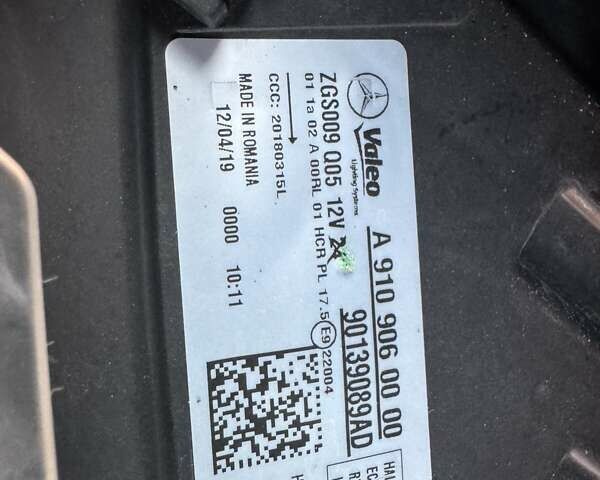 Valeo
Lighting Systems
A 910 906 00 00
90139089AD
ZGS009 Q05 12V
01 1a 02 A 00RL 01 HCR PL 17.5 E9 22004
CCC: 20180315L
MADE IN ROMANIA
12/04/19 0000 10:11